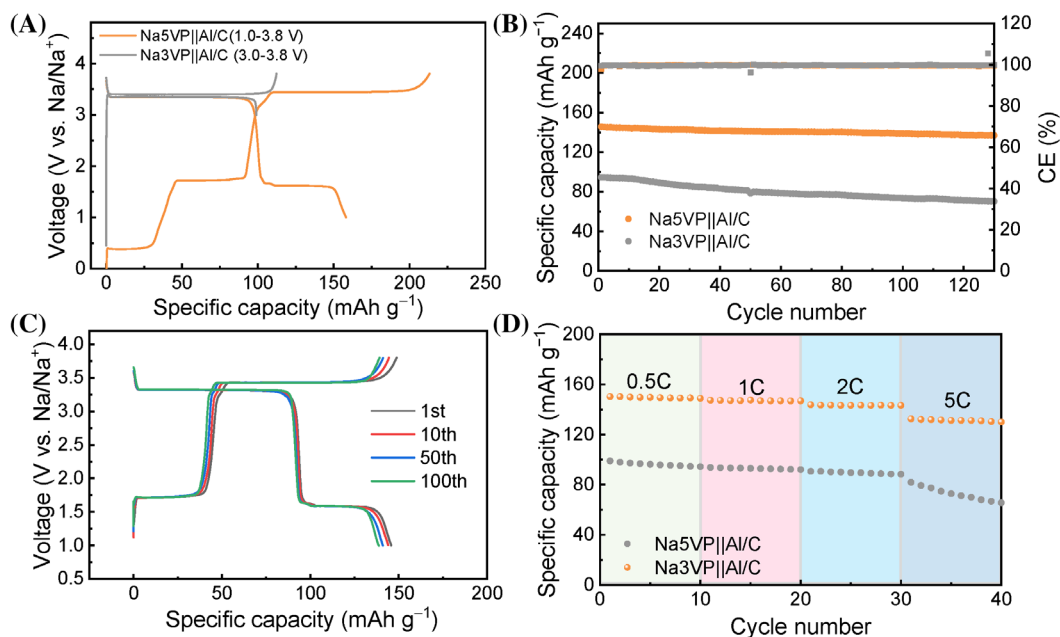 (A)
Na5VP||Al/C(1.0-3.8 V)
Na3VP||Al/C (3.0-3.8 V)
Voltage (V vs. Na/Na⁺)
5
4
3
2
1
0
0 50 100 150 200 250
Specific capacity (mAh g⁻¹)
(B)
Specific capacity (mAh g⁻¹)
240
200
160
120
80
40
0
120
100
80
60
40
20
0
CE (%)
Na5VP||Al/C
Na3VP||Al/C
0 20 40 60 80 100 120
Cycle number
(C)
Voltage (V vs. Na/Na⁺)
4.0
3.5
3.0
2.5
2.0
1.5
1.0
0.5
1st
10th
50th
100th
0 50 100 150 200
Specific capacity (mAh g⁻¹)
(D)
Specific capacity (mAh g⁻¹)
200
160
120
80
40
0
0.5C 1C 2C 5C
Na5VP||Al/C
Na3VP||Al/C
0 10 20 30 40
Cycle number